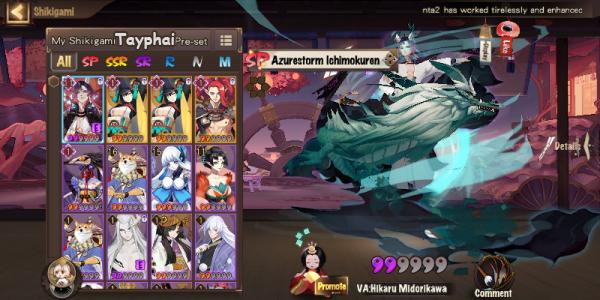 Shikigami
nta2 has worked tirelessly and enhanced
My Shikigami Tayphai Pre-set
All SP SSR SR R N M
SP Azurestorm Ichimokuren
Like
Details
999999
Promote
VA:Hikaru Midorikawa
Comment